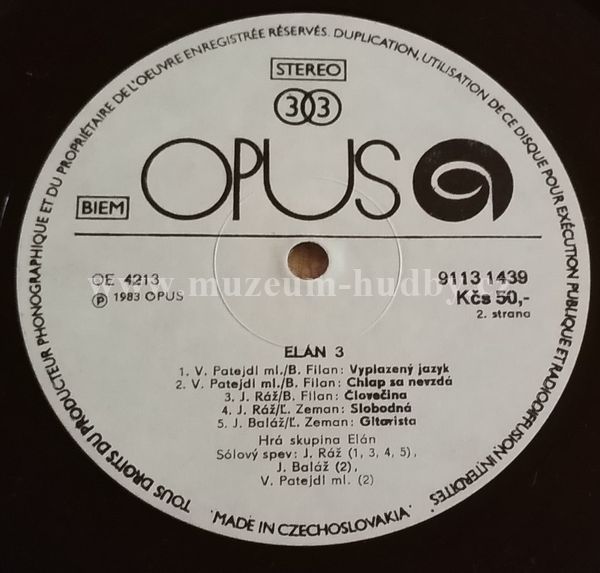 TOUS DROITS DU PRODUCTEUR PHONOGRAPHIQUE ET DU PROPRIÉTAIRE DE L'OEUVRE ENREGISTRÉE RÉSERVÉS. DUPLICATION, UTILISATION DE CE DISQUE POUR EXÉCUTION PUBLIQUE ET RADIODIFFUSION INTERDITES
STEREO
33
OPUS
BIEM
OE 4213
℗ 1983 OPUS
9113 1439
Kčs 50,-
2. strana
www.muzeum-hudby.cz
ELÁN 3
1. V. Patejdl ml./B. Filan: Vyplazený jazyk
2. V. Patejdl ml./B. Filan: Chlap sa nevzdá
3. J. Ráž/B. Filan: Človečina
4. J. Ráž/Ľ. Zeman: Slobodná
5. J. Baláž/Ľ. Zeman: Gitarista
Hrá skupina Elán
Sólový spev: J. Ráž (1, 3, 4, 5),
J. Baláž (2),
V. Patejdl ml. (2)
MADE IN CZECHOSLOVAKIA